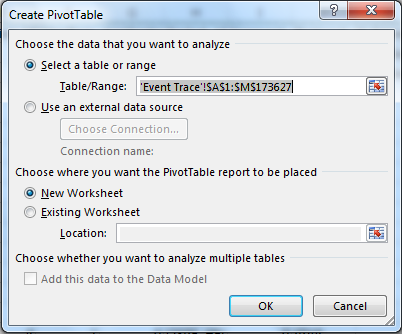 Create PivotTable
Choose the data that you want to analyze
Select a table or range
Table/Range: 'Event Trace'!$A$1:$M$173627
Use an external data source
Choose Connection...
Connection name:
Choose where you want the PivotTable report to be placed
New Worksheet
Existing Worksheet
Location:
Choose whether you want to analyze multiple tables
Add this data to the Data Model
OK Cancel